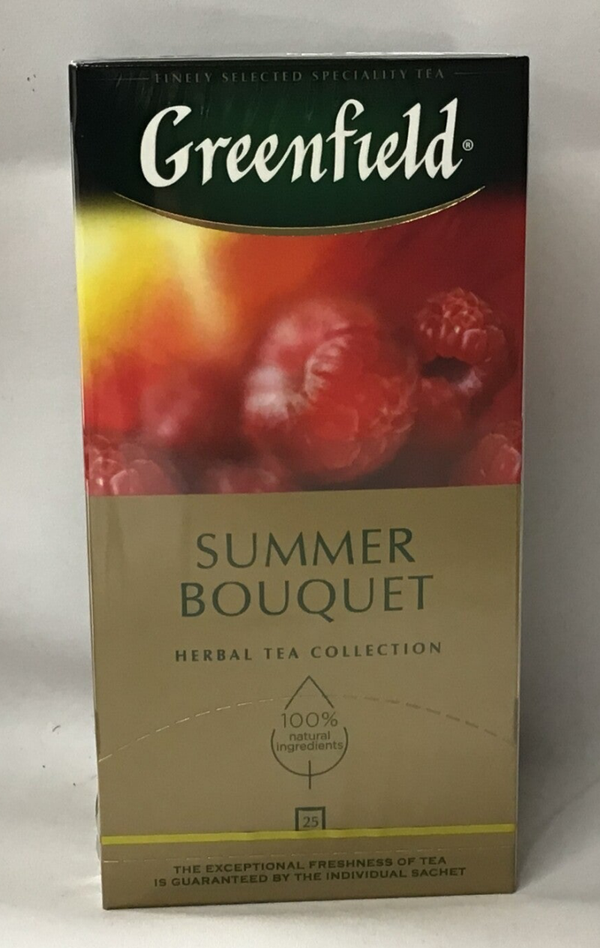 FINELY SELECTED SPECIALITY TEA
Greenfield®
SUMMER
BOUQUET
HERBAL TEA COLLECTION
100%
natural
ingredients
25
THE EXCEPTIONAL FRESHNESS OF TEA
IS GUARANTEED BY THE INDIVIDUAL SACHET